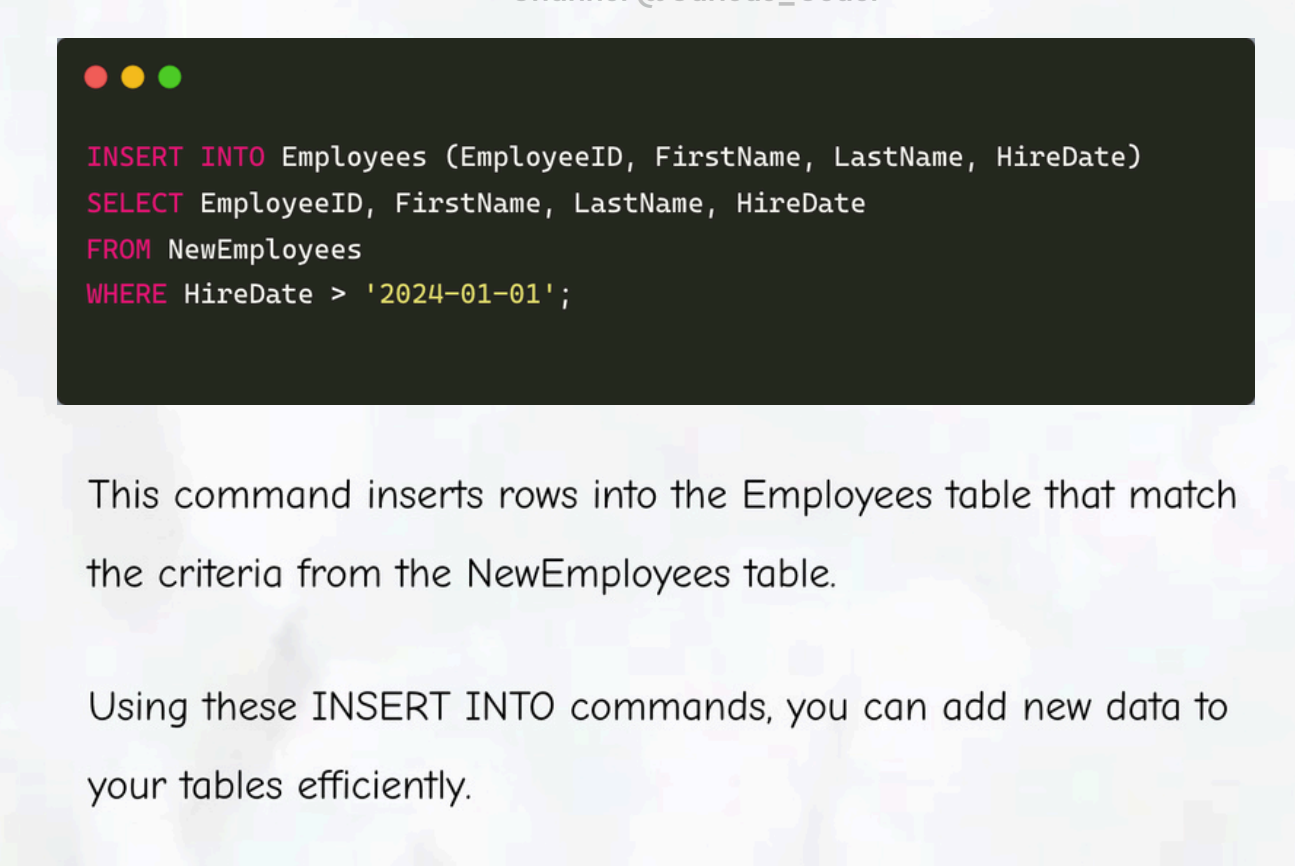 INSERT INTO Employees (EmployeeID, FirstName, LastName, HireDate)
SELECT EmployeeID, FirstName, LastName, HireDate
FROM NewEmployees
WHERE HireDate > '2024-01-01';
This command inserts rows into the Employees table that match
the criteria from the NewEmployees table.
Using these INSERT INTO commands, you can add new data to
your tables efficiently.